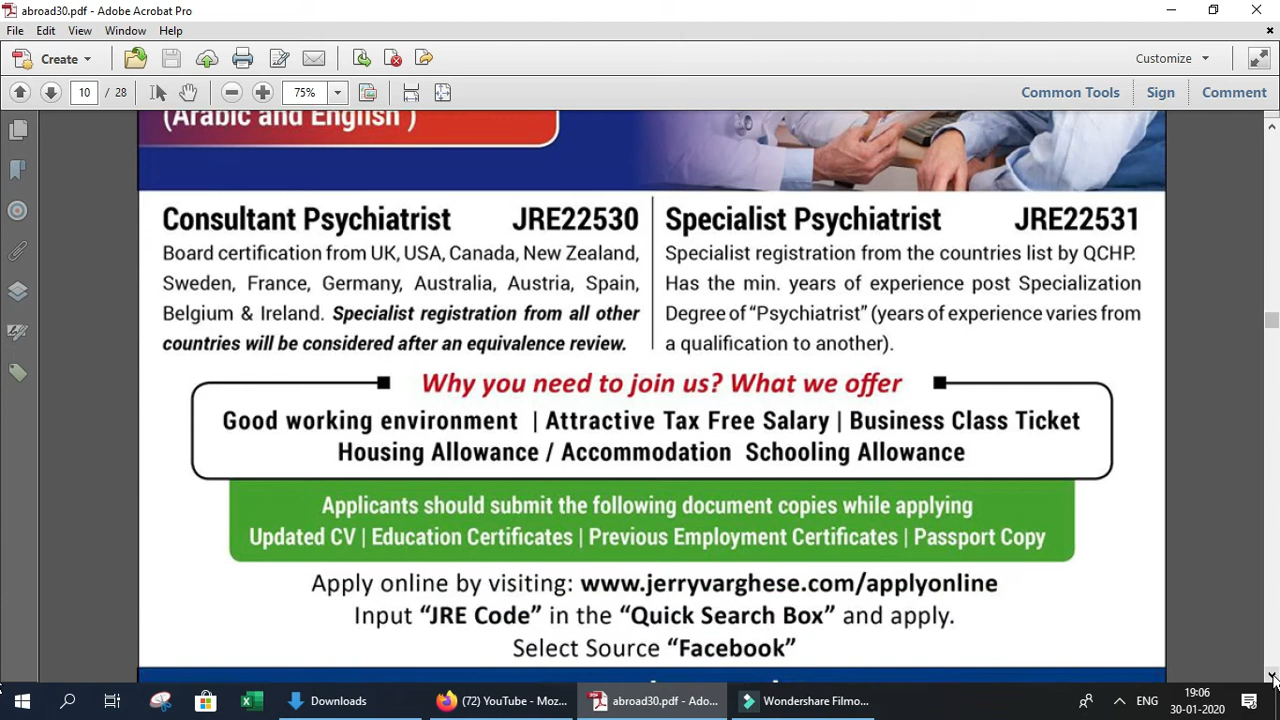 abroad30.pdf - Adobe Acrobat Pro
File Edit View Window Help
Create Customize
10 / 28 75% Common Tools Sign Comment
(Arabic and English )
Consultant Psychiatrist JRE22530
Board certification from UK, USA, Canada, New Zealand,
Sweden, France, Germany, Australia, Austria, Spain,
Belgium & Ireland. Specialist registration from all other
countries will be considered after an equivalence review.
Specialist Psychiatrist JRE22531
Specialist registration from the countries list by QCHP.
Has the min. years of experience post Specialization
Degree of “Psychiatrist” (years of experience varies from
a qualification to another).
Why you need to join us? What we offer
Good working environment | Attractive Tax Free Salary | Business Class Ticket
Housing Allowance / Accommodation Schooling Allowance
Applicants should submit the following document copies while applying
Updated CV | Education Certificates | Previous Employment Certificates | Passport Copy
Apply online by visiting: www.jerryvarghese.com/applyonline
Input “JRE Code” in the “Quick Search Box” and apply.
Select Source “Facebook”
Downloads (72) YouTube - Moz... abroad30.pdf - Ado... Wondershare Filmo... ENG 19:06
30-01-2020